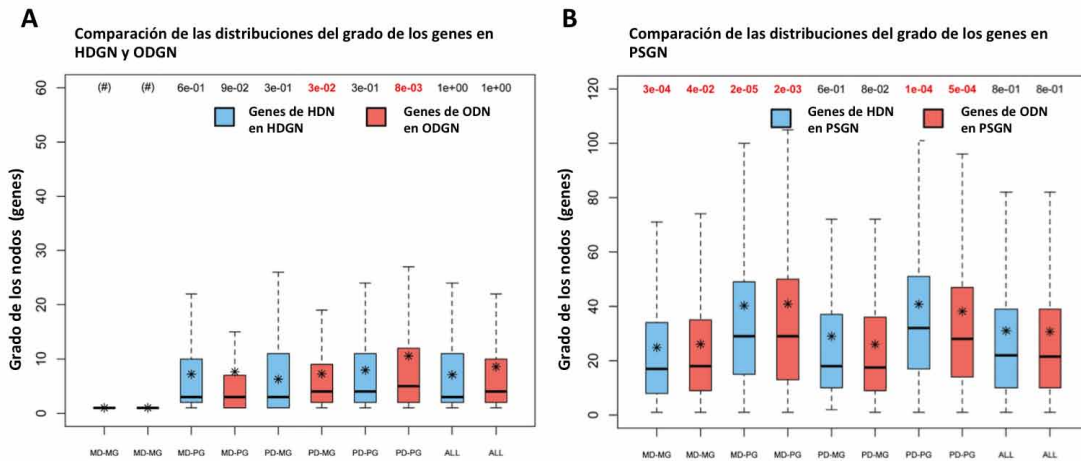 A
Comparación de las distribuciones del grado de los genes en
HDGN y ODGN
(#) (#) 6e-01 9e-02 3e-01 3e-02 3e-01 8e-03 1e+00 1e+00
Genes de HDN
en HDGN
Genes de ODN
en ODGN
Grado de los nodos (genes)
60
50
40
30
20
10
0
MD-MG MD-MG MD-PG MD-PG PD-MG PD-MG PD-PG PD-PG ALL ALL
B
Comparación de las distribuciones del grado de los genes en
PSGN
3e-04 4e-02 2e-05 2e-03 6e-01 8e-02 1e-04 5e-04 8e-01 8e-01
Genes de HDN
en PSGN
Genes de ODN
en PSGN
Grado de los nodos (genes)
120
100
80
60
40
20
0
MD-MG MD-MG MD-PG MD-PG PD-MG PD-MG PD-PG PD-PG ALL ALL